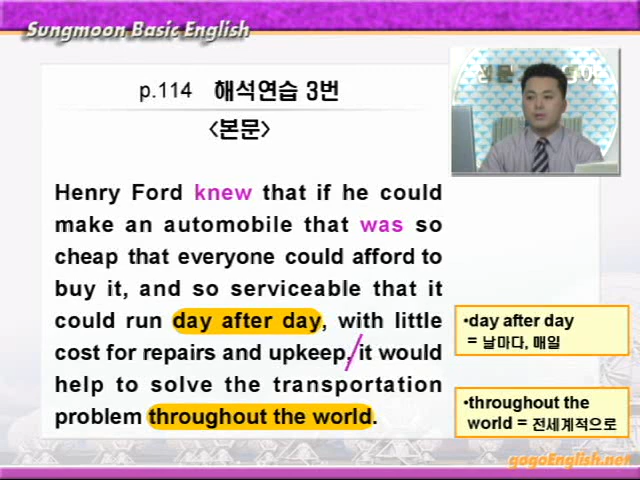 Sungmoon Basic English
p.114 해석연습 3번
<본문>
Henry Ford knew that if he could
make an automobile that was so
cheap that everyone could afford to
buy it, and so serviceable that it
could run day after day, with little
cost for repairs and upkeep, it would
help to solve the transportation
problem throughout the world.
•day after day
= 날마다, 매일
•throughout the
world = 전세계적으로
gogoEnglish.net